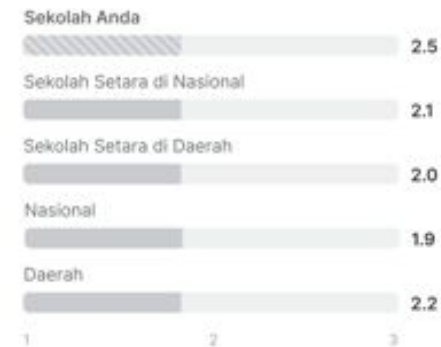 Sekolah Anda
2.5
Sekolah Setara di Nasional
2.1
Sekolah Setara di Daerah
2.0
Nasional
1.9
Daerah
2.2
1 2 3